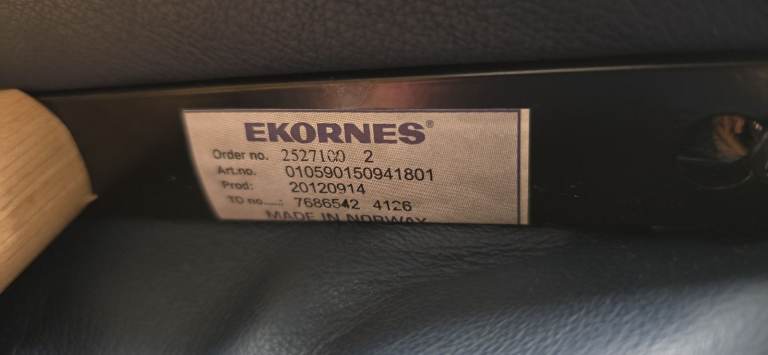 EKORNES®
Order no. 2527100 2
Art.no. 010590150941801
Prod: 20120914
TD no.....: 7686542 4126
MADE IN NORWAY